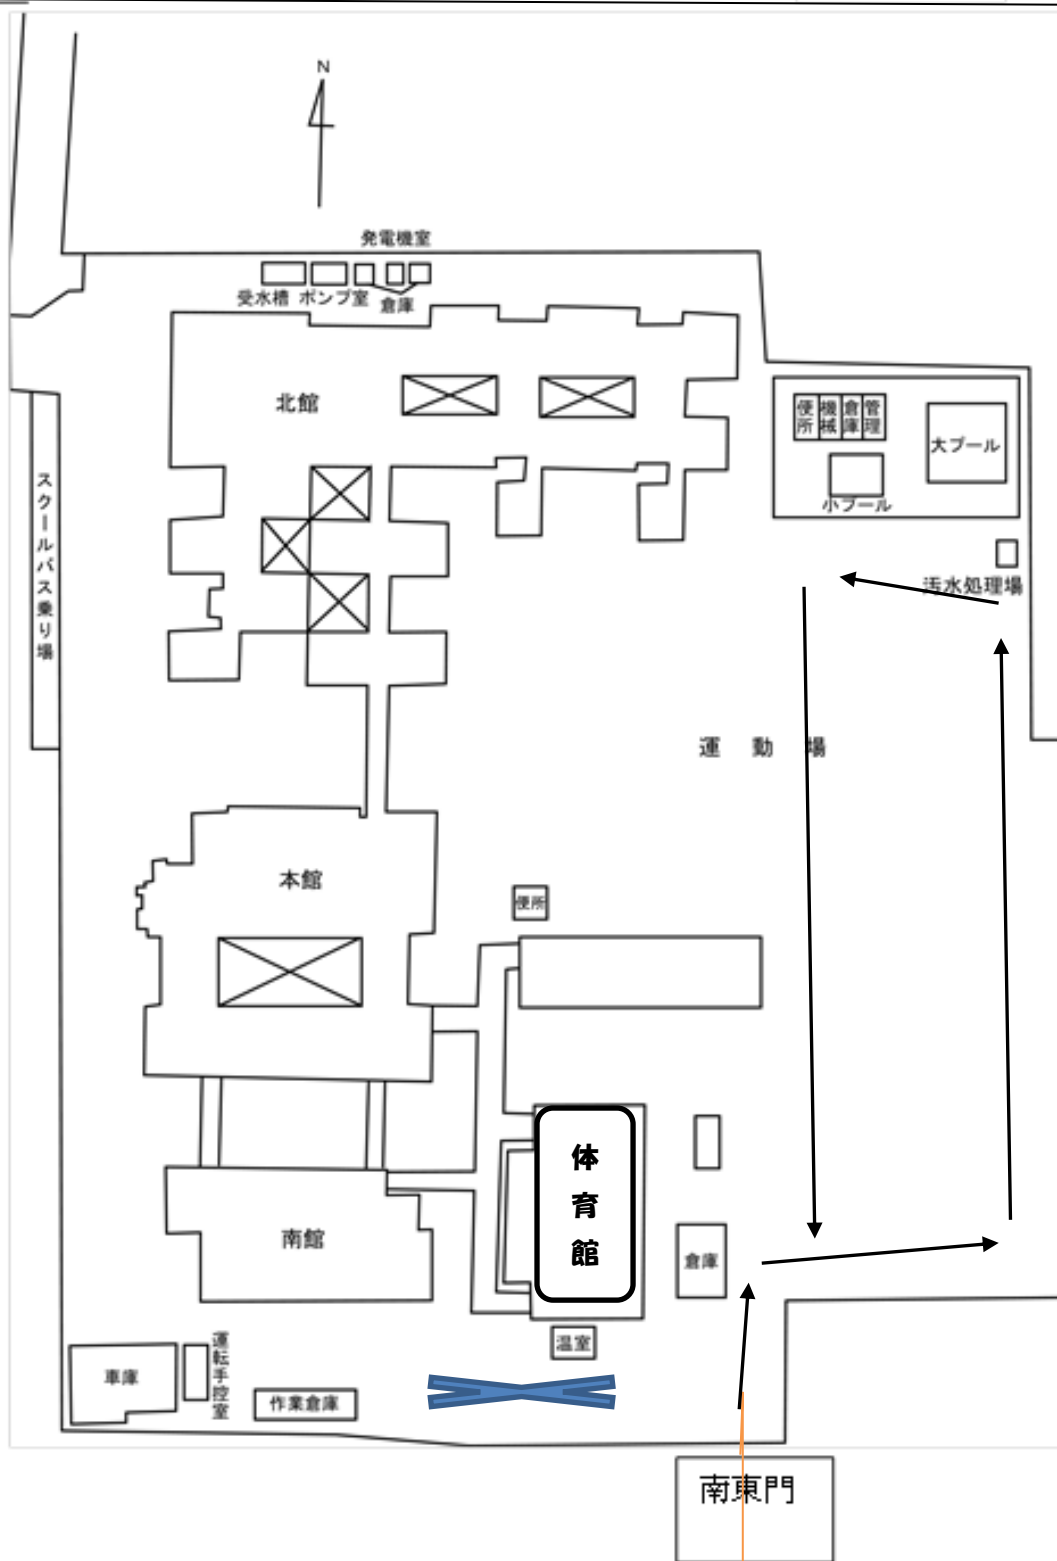 N
発電機室
受水槽
ポンプ室
倉庫
北館
便所
機械
倉庫
管理
大プール
小プール
汚水処理場
スクールバス乗り場
運動場
本館
便所
体育館
南館
倉庫
温室
車庫
運転手控室
作業倉庫
南東門